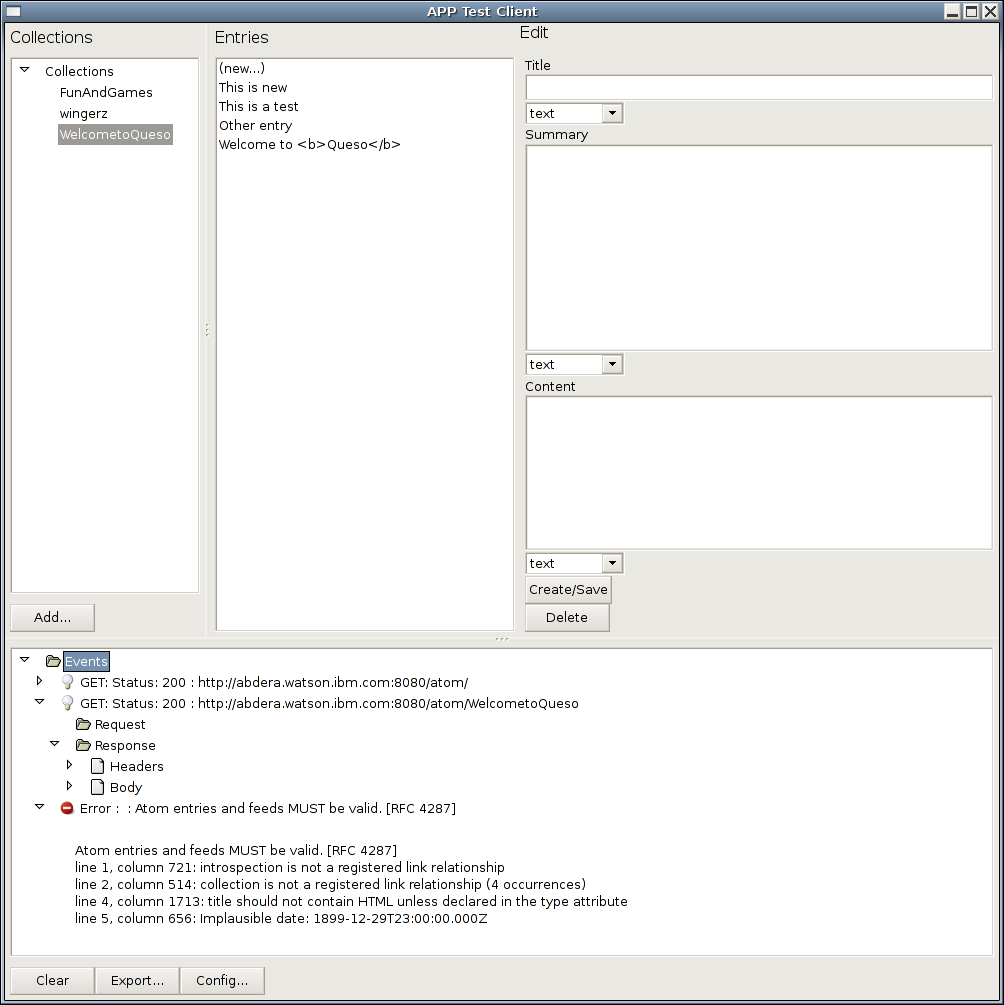 APP Test Client
Collections
Collections
FunAndGames
wingerz
WelcometoQueso
Add...
Entries
(new...)
This is new
This is a test
Other entry
Welcome to <b>Queso</b>
Edit
Title
text
Summary
text
Content
text
Create/Save
Delete
Events
GET: Status: 200 : http://abdera.watson.ibm.com:8080/atom/
GET: Status: 200 : http://abdera.watson.ibm.com:8080/atom/WelcometoQueso
Request
Response
Headers
Body
Error :  : Atom entries and feeds MUST be valid. [RFC 4287]
Atom entries and feeds MUST be valid. [RFC 4287]
line 1, column 721: introspection is not a registered link relationship
line 2, column 514: collection is not a registered link relationship (4 occurrences)
line 4, column 1713: title should not contain HTML unless declared in the type attribute
line 5, column 656: Implausible date: 1899-12-29T23:00:00.000Z
Clear
Export...
Config...